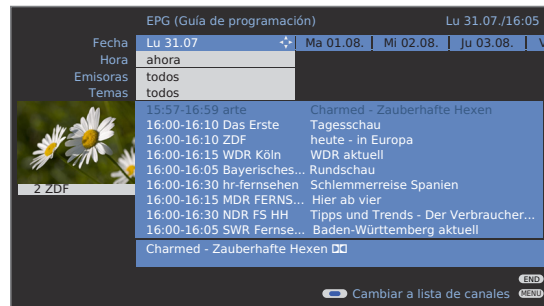 EPG (Guía de programación) Lu 31.07./16:05
Fecha Lu 31.07 Ma 01.08. Mi 02.08. Ju 03.08. V
Hora ahora
Emisoras todos
Temas todos
15:57-16:59 arte Charmed - Zauberhafte Hexen
16:00-16:10 Das Erste Tagesschau
16:00-16:10 ZDF heute - in Europa
16:00-16:15 WDR Köln WDR aktuell
16:00-16:05 Bayerisches... Rundschau
16:00-16:30 hr-fernsehen Schlemmerreise Spanien
16:00-16:15 MDR FERNS... Hier ab vier
16:00-16:30 NDR FS HH Tipps und Trends - Der Verbraucher...
16:00-16:05 SWR Fernse... Baden-Württemberg aktuell
2 ZDF
Charmed - Zauberhafte Hexen
END
Cambiar a lista de canales MENU